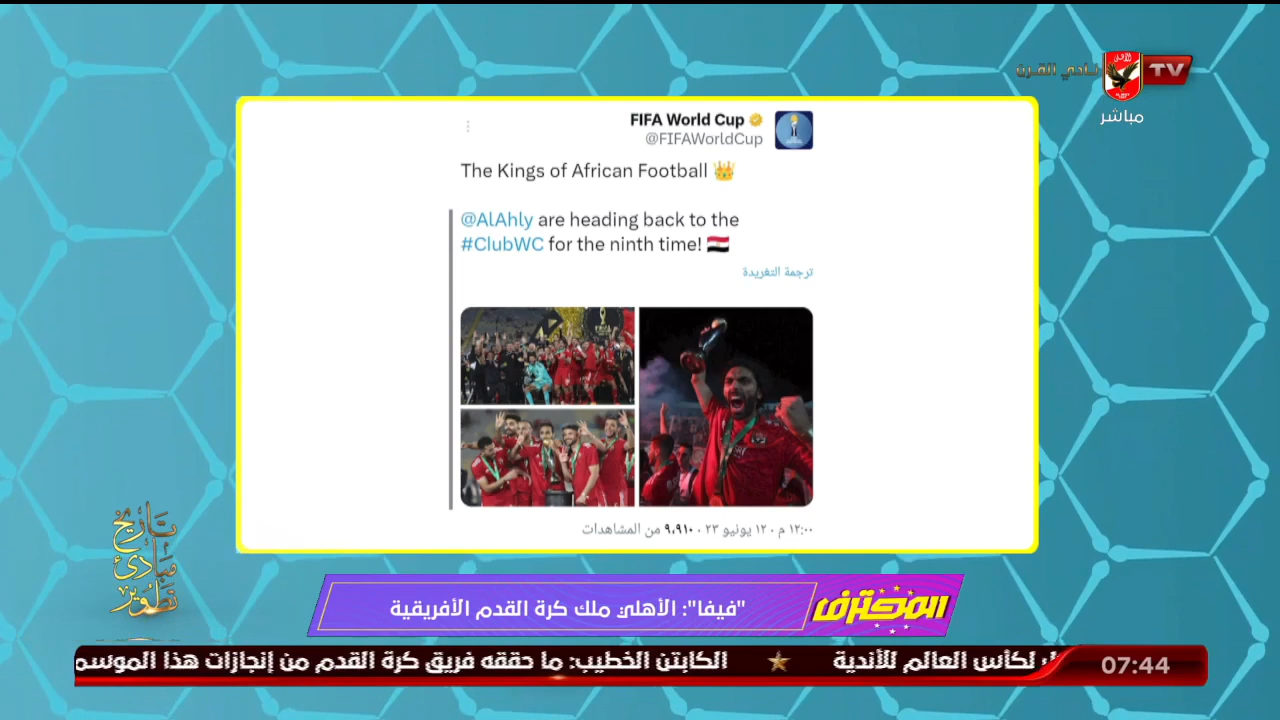 نادي القرن
TV
مباشر
FIFA World Cup
@FIFAWorldCup
The Kings of African Football 👑
@AlAhly are heading back to the
#ClubWC for the ninth time! 🇪🇬
ترجمة التغريدة
١٢:٠٠ م · ١٢ يونيو ٢٣ · ٩،٩١٠ من المشاهدات
تاريخ
مبادئ
تطوير
المحترف
"فيفا": الأهلي ملك كرة القدم الأفريقية
لكأس العالم للأندية ★ الكابتن الخطيب: ما حققه فريق كرة القدم من إنجازات هذا الموسم
07:44